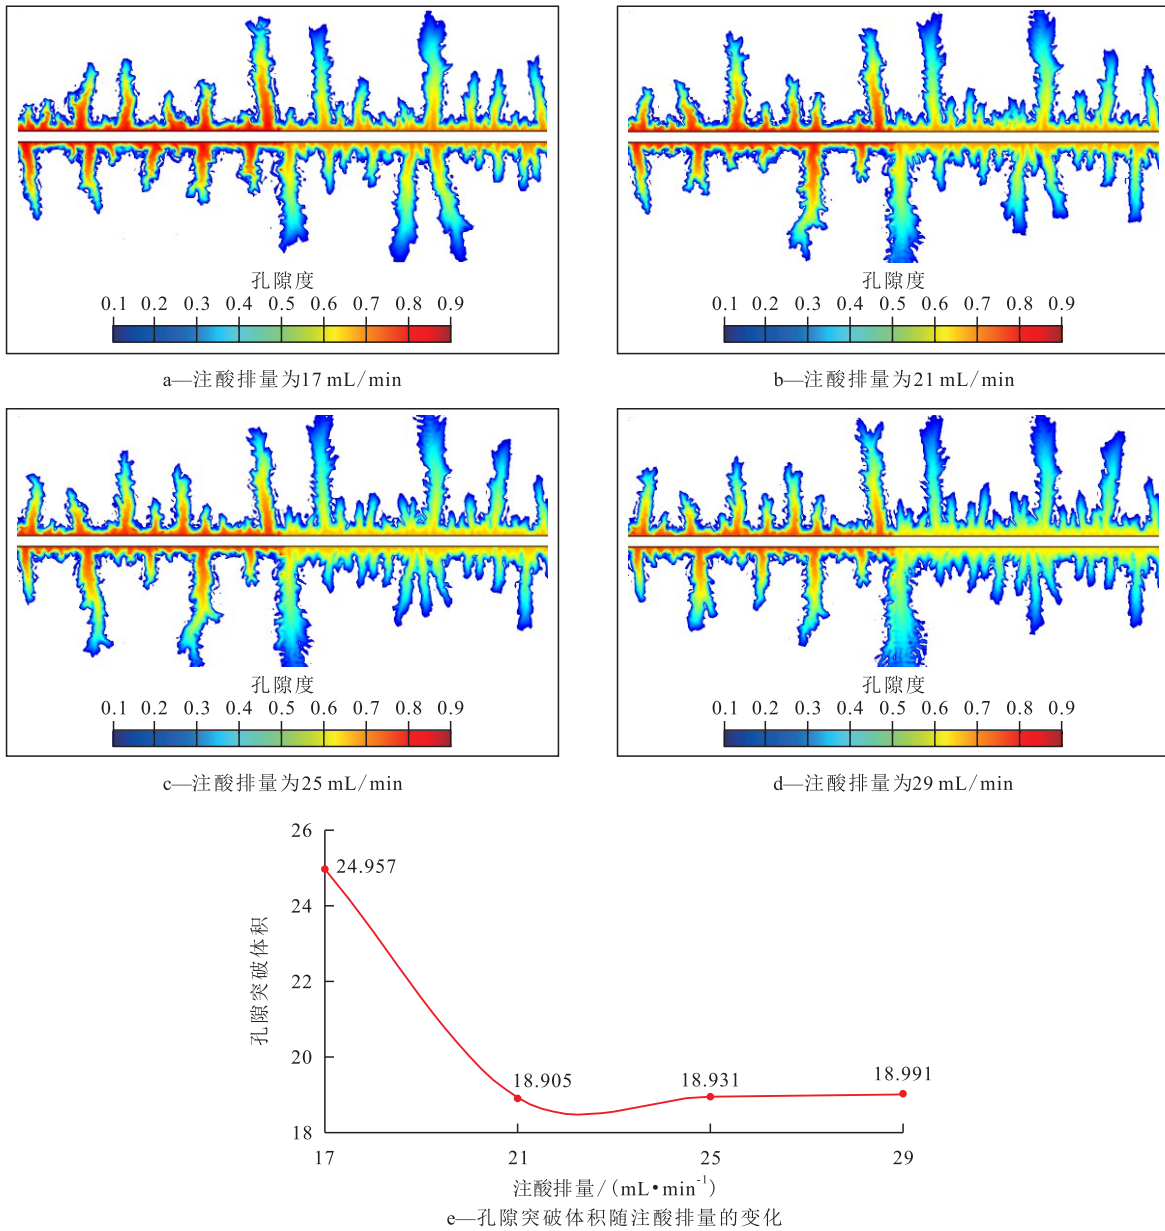 孔隙度
0.1 0.2 0.3 0.4 0.5 0.6 0.7 0.8 0.9
a—注酸排量为17 mL/min
孔隙度
0.1 0.2 0.3 0.4 0.5 0.6 0.7 0.8 0.9
b—注酸排量为21 mL/min
孔隙度
0.1 0.2 0.3 0.4 0.5 0.6 0.7 0.8 0.9
c—注酸排量为25 mL/min
孔隙度
0.1 0.2 0.3 0.4 0.5 0.6 0.7 0.8 0.9
d—注酸排量为29 mL/min
孔隙突破体积
26
24
22
20
18
24.957
18.905
18.931
18.991
17 21 25 29
注酸排量/(mL•min⁻¹)
e—孔隙突破体积随注酸排量的变化